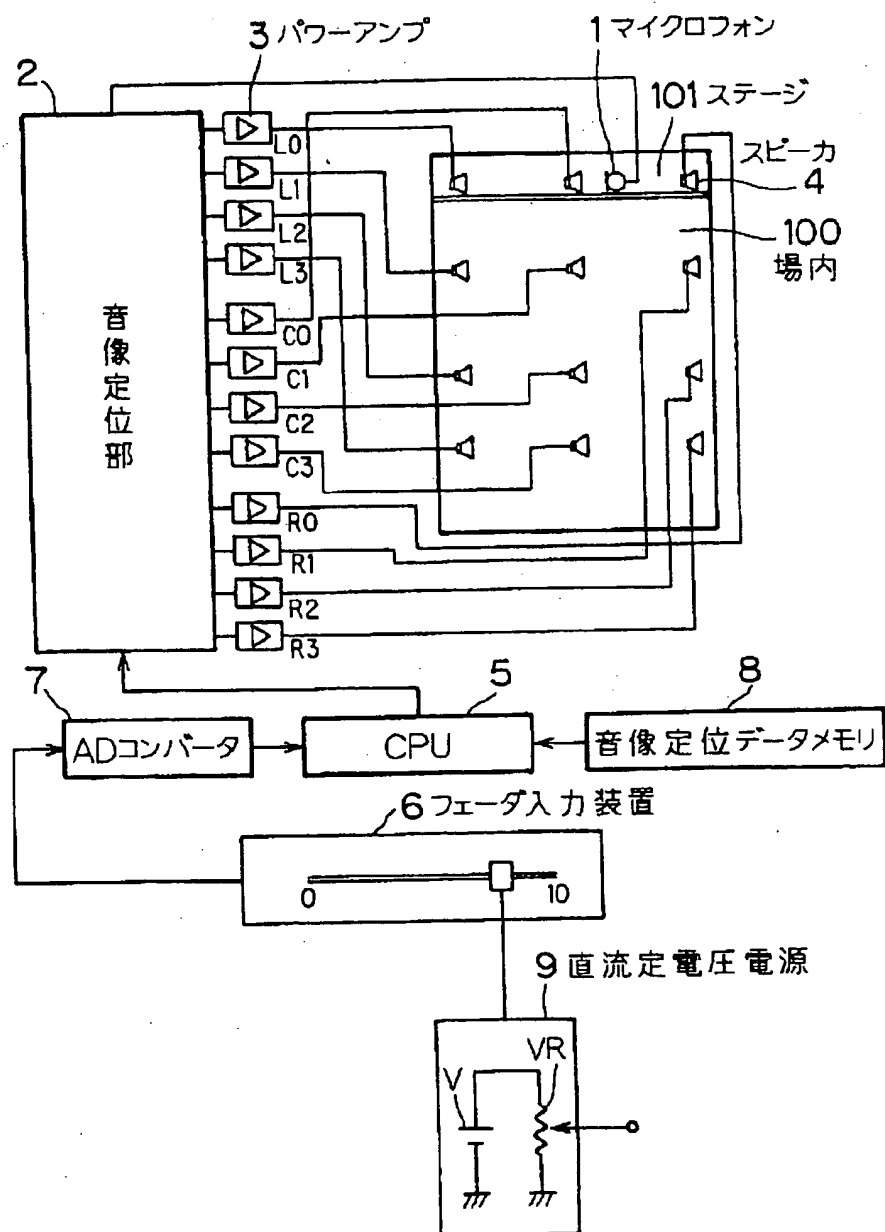 3 パワーアンプ
1 マイクロフォン
2
101 ステージ
スピーカ
4
L0
L1
L2
L3
100
場内
音像定位部
C0
C1
C2
C3
R0
R1
R2
R3
7
5
8
ADコンバータ
CPU
音像定位データメモリ
6 フェーダ入力装置
0
10
9 直流定電圧電源
VR
V